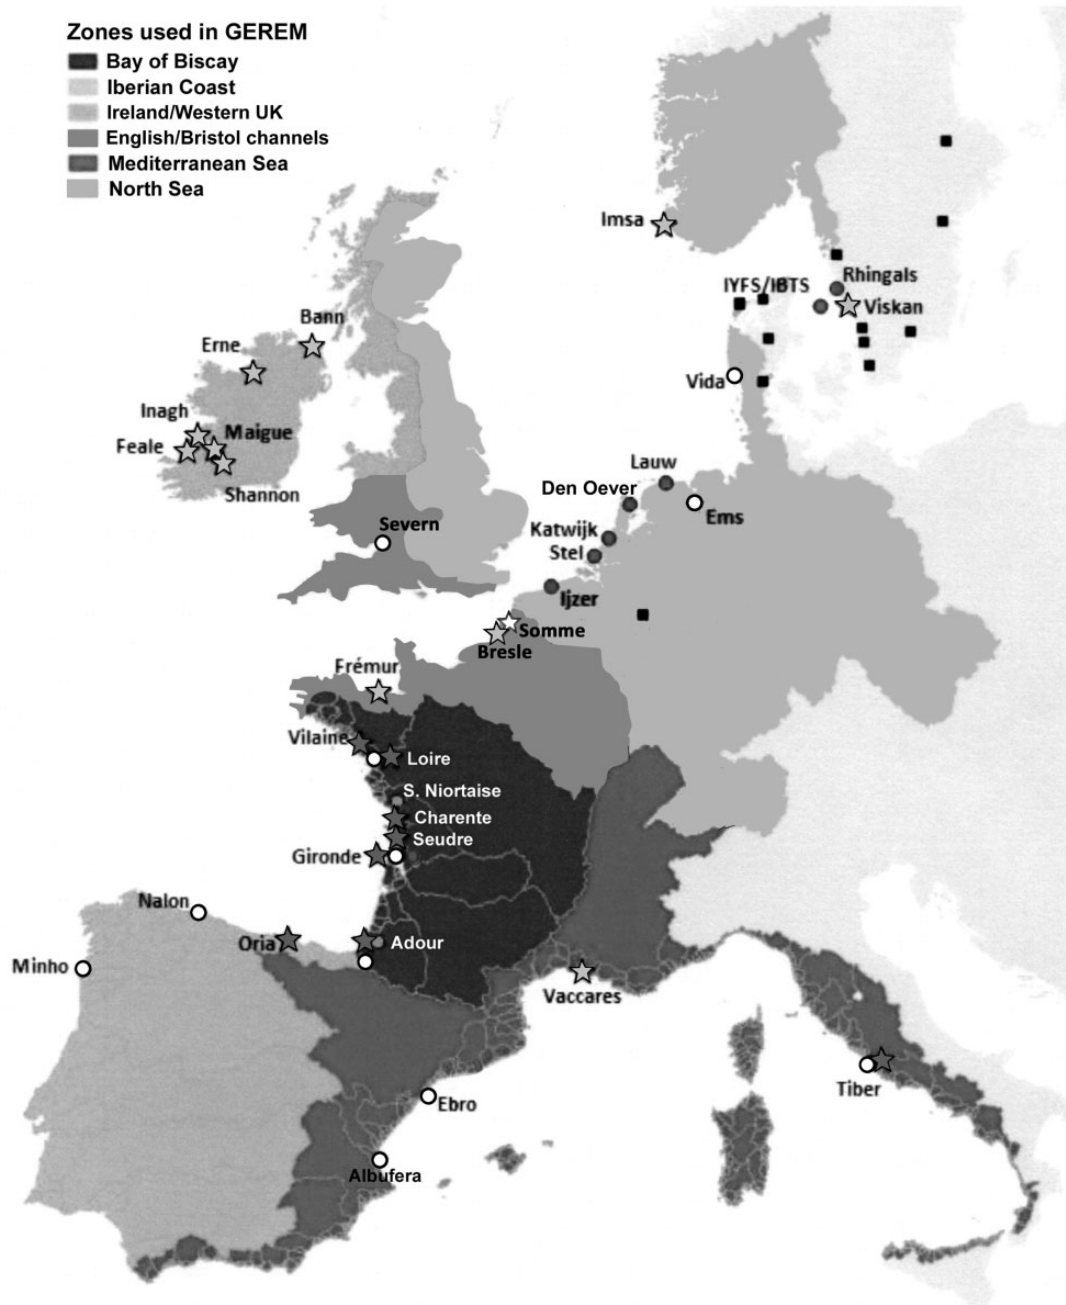 Zones used in GEREM
Bay of Biscay
Iberian Coast
Ireland/Western UK
English/Bristol channels
Mediterranean Sea
North Sea
Imsa
Rhingals
IYFS/IBTS
Viskan
Bann
Erne
Vida
Inagh
Maigue
Feale
Shannon
Lauw
Den Oever
Ems
Severn
Katwijk
Stel
Ijzer
Somme
Bresle
Frémur
Vilaine
Loire
S. Niortaise
Charente
Seudre
Gironde
Nalon
Oria
Adour
Minho
Vaccares
Tiber
Ebro
Albufera